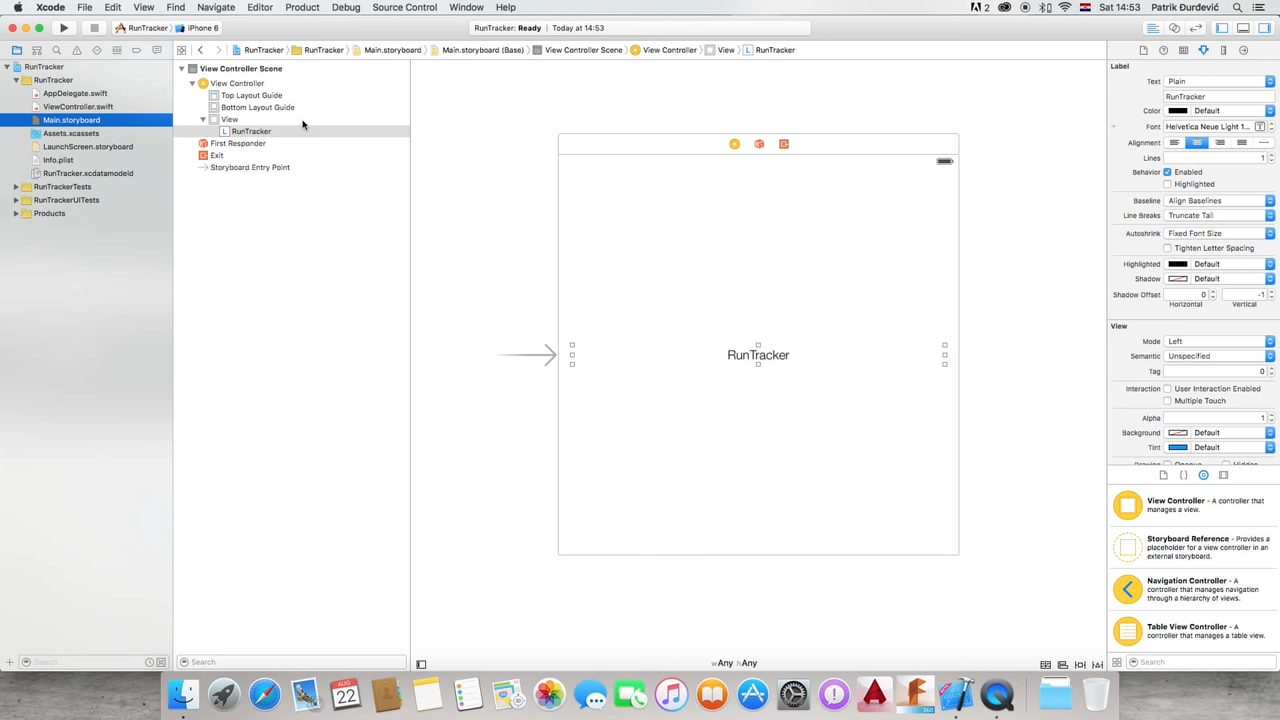 Xcode File Edit View Find Navigate Editor Product Debug Source Control Window Help 2 Sat 14:53 Patrik Đurđević
RunTracker iPhone 6 RunTracker: Ready Today at 14:53
RunTracker RunTracker Main.storyboard Main.storyboard (Base) View Controller Scene View Controller View L RunTracker
RunTracker
RunTracker
AppDelegate.swift
ViewController.swift
Main.storyboard
Assets.xcassets
LaunchScreen.storyboard
Info.plist
RunTracker.xcdatamodeld
RunTrackerTests
RunTrackerUITests
Products
Search
View Controller Scene
View Controller
Top Layout Guide
Bottom Layout Guide
View
L RunTracker
First Responder
Exit
Storyboard Entry Point
Search
RunTracker
wAny hAny
Label
Text Plain
RunTracker
Color Default
Font Helvetica Neue Light 1... T
Alignment ---
Lines 1
Behavior Enabled
Highlighted
Baseline Align Baselines
Line Breaks Truncate Tail
Autoshrink Fixed Font Size
Tighten Letter Spacing
Highlighted Default
Shadow Default
Shadow Offset 0 -1
Horizontal Vertical
View
Mode Left
Semantic Unspecified
Tag 0
Interaction User Interaction Enabled
Multiple Touch
Alpha 1
Background Default
Tint Default
Drawing Opaque Hidden
{ }
View Controller - A controller that
manages a view.
Storyboard Reference - Provides a
placeholder for a view controller in an
external storyboard.
Navigation Controller - A
controller that manages navigation
through a hierarchy of views.
Table View Controller - A
controller that manages a table view.
Search
AUG
22
A
F
360